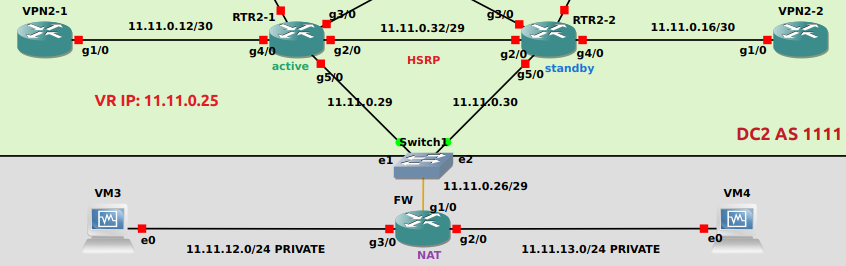 VPN2-1
g1/0
11.11.0.12/30
RTR2-1
g4/0
active
g3/0
g2/0
g5/0
11.11.0.32/29
HSRP
g3/0
RTR2-2
g2/0
g5/0
standby
g4/0
11.11.0.16/30
VPN2-2
g1/0
VR IP: 11.11.0.25
11.11.0.29
11.11.0.30
DC2 AS 1111
Switch1
e1
e2
11.11.0.26/29
FW
g1/0
VM3
e0
11.11.12.0/24 PRIVATE
g3/0
NAT
g2/0
11.11.13.0/24 PRIVATE
VM4
e0